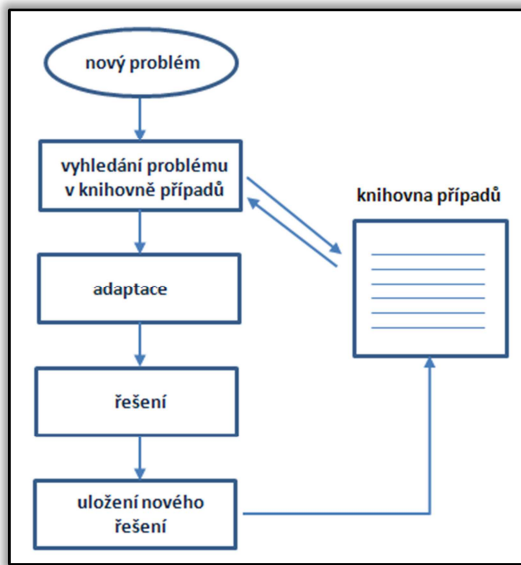 nový problém
vyhledání problému
v knihovně případů
knihovna případů
adaptace
řešení
uložení nového
řešení